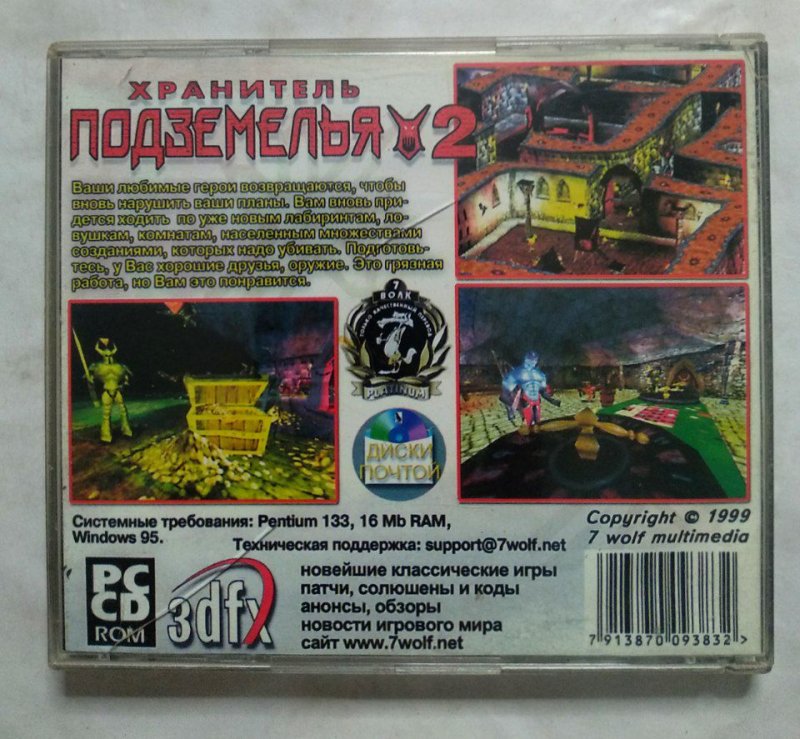 ХРАНИТЕЛЬ
ПОДЗЕМЕЛЬЯ 2
Ваши любимые герои возвращаются, чтобы
вновь нарушить ваши планы. Вам вновь при-
дется ходить по уже новым лабиринтам, ло-
вушкам, комнатам, населенным множествами
созданиями, которых надо убивать. Подготовь-
тесь, у Вас хорошие друзья, оружие. Это грязная
работа, но Вам это понравится.
7
ВОЛК
ТОЛЬКО КАЧЕСТВЕННЫЙ ПЕРЕВОД
PLATINUM
ДИСКИ
ПОЧТОЙ
Системные требования: Pentium 133, 16 Mb RAM,
Windows 95.
Техническая поддержка: support@7wolf.net
Copyright © 1999
7 wolf multimedia
PC
CD
ROM
3dfx
новейшие классические игры
патчи, солюшены и коды
анонсы, обзоры
новости игрового мира
сайт www.7wolf.net
7 913870 093832 >